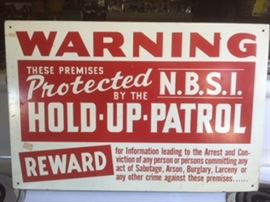 WARNING
THESE PREMISES
Protected
BY THE
N.B.S.I.
HOLD-UP-PATROL
REWARD
for Information leading to the Arrest and Con-
viction of any person or persons committing any
act of Sabotage, Arson, Burglary, Larceny or
any other crime against these premises......